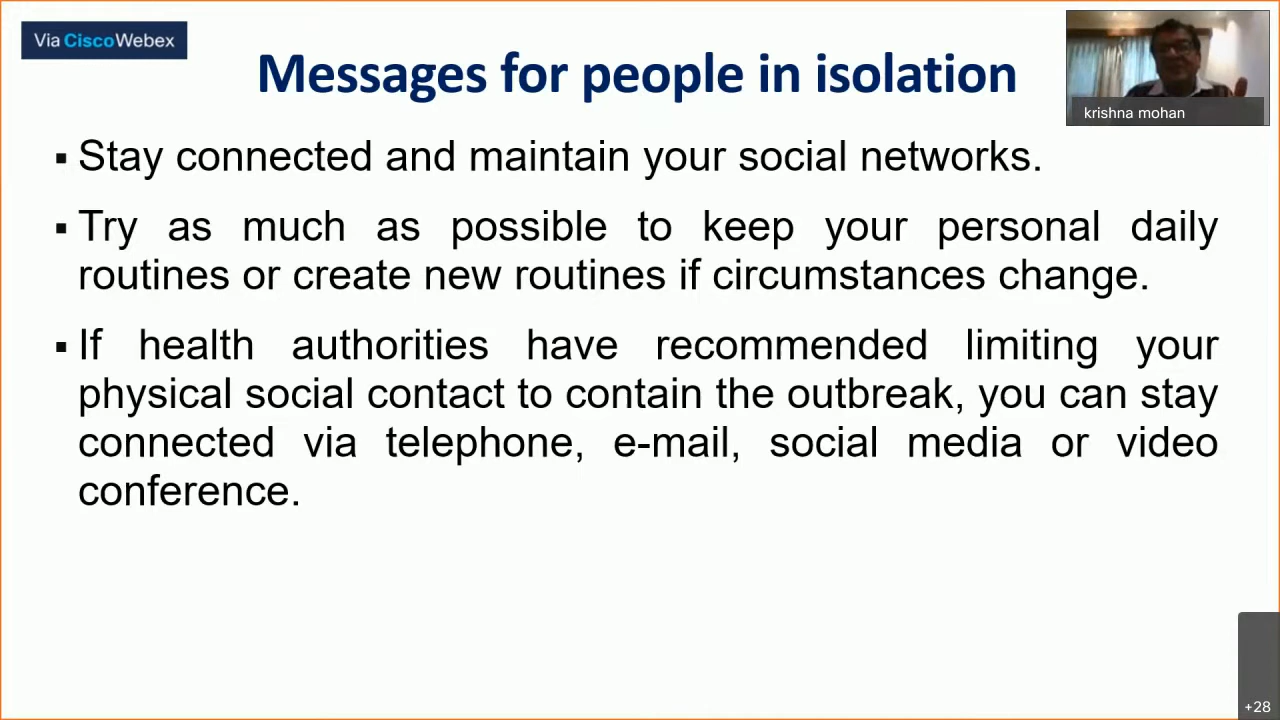 Via Cisco Webex
Messages for people in isolation
krishna mohan
▪ Stay connected and maintain your social networks.
▪ Try as much as possible to keep your personal daily
routines or create new routines if circumstances change.
▪ If health authorities have recommended limiting your
physical social contact to contain the outbreak, you can stay
connected via telephone, e-mail, social media or video
conference.
+28